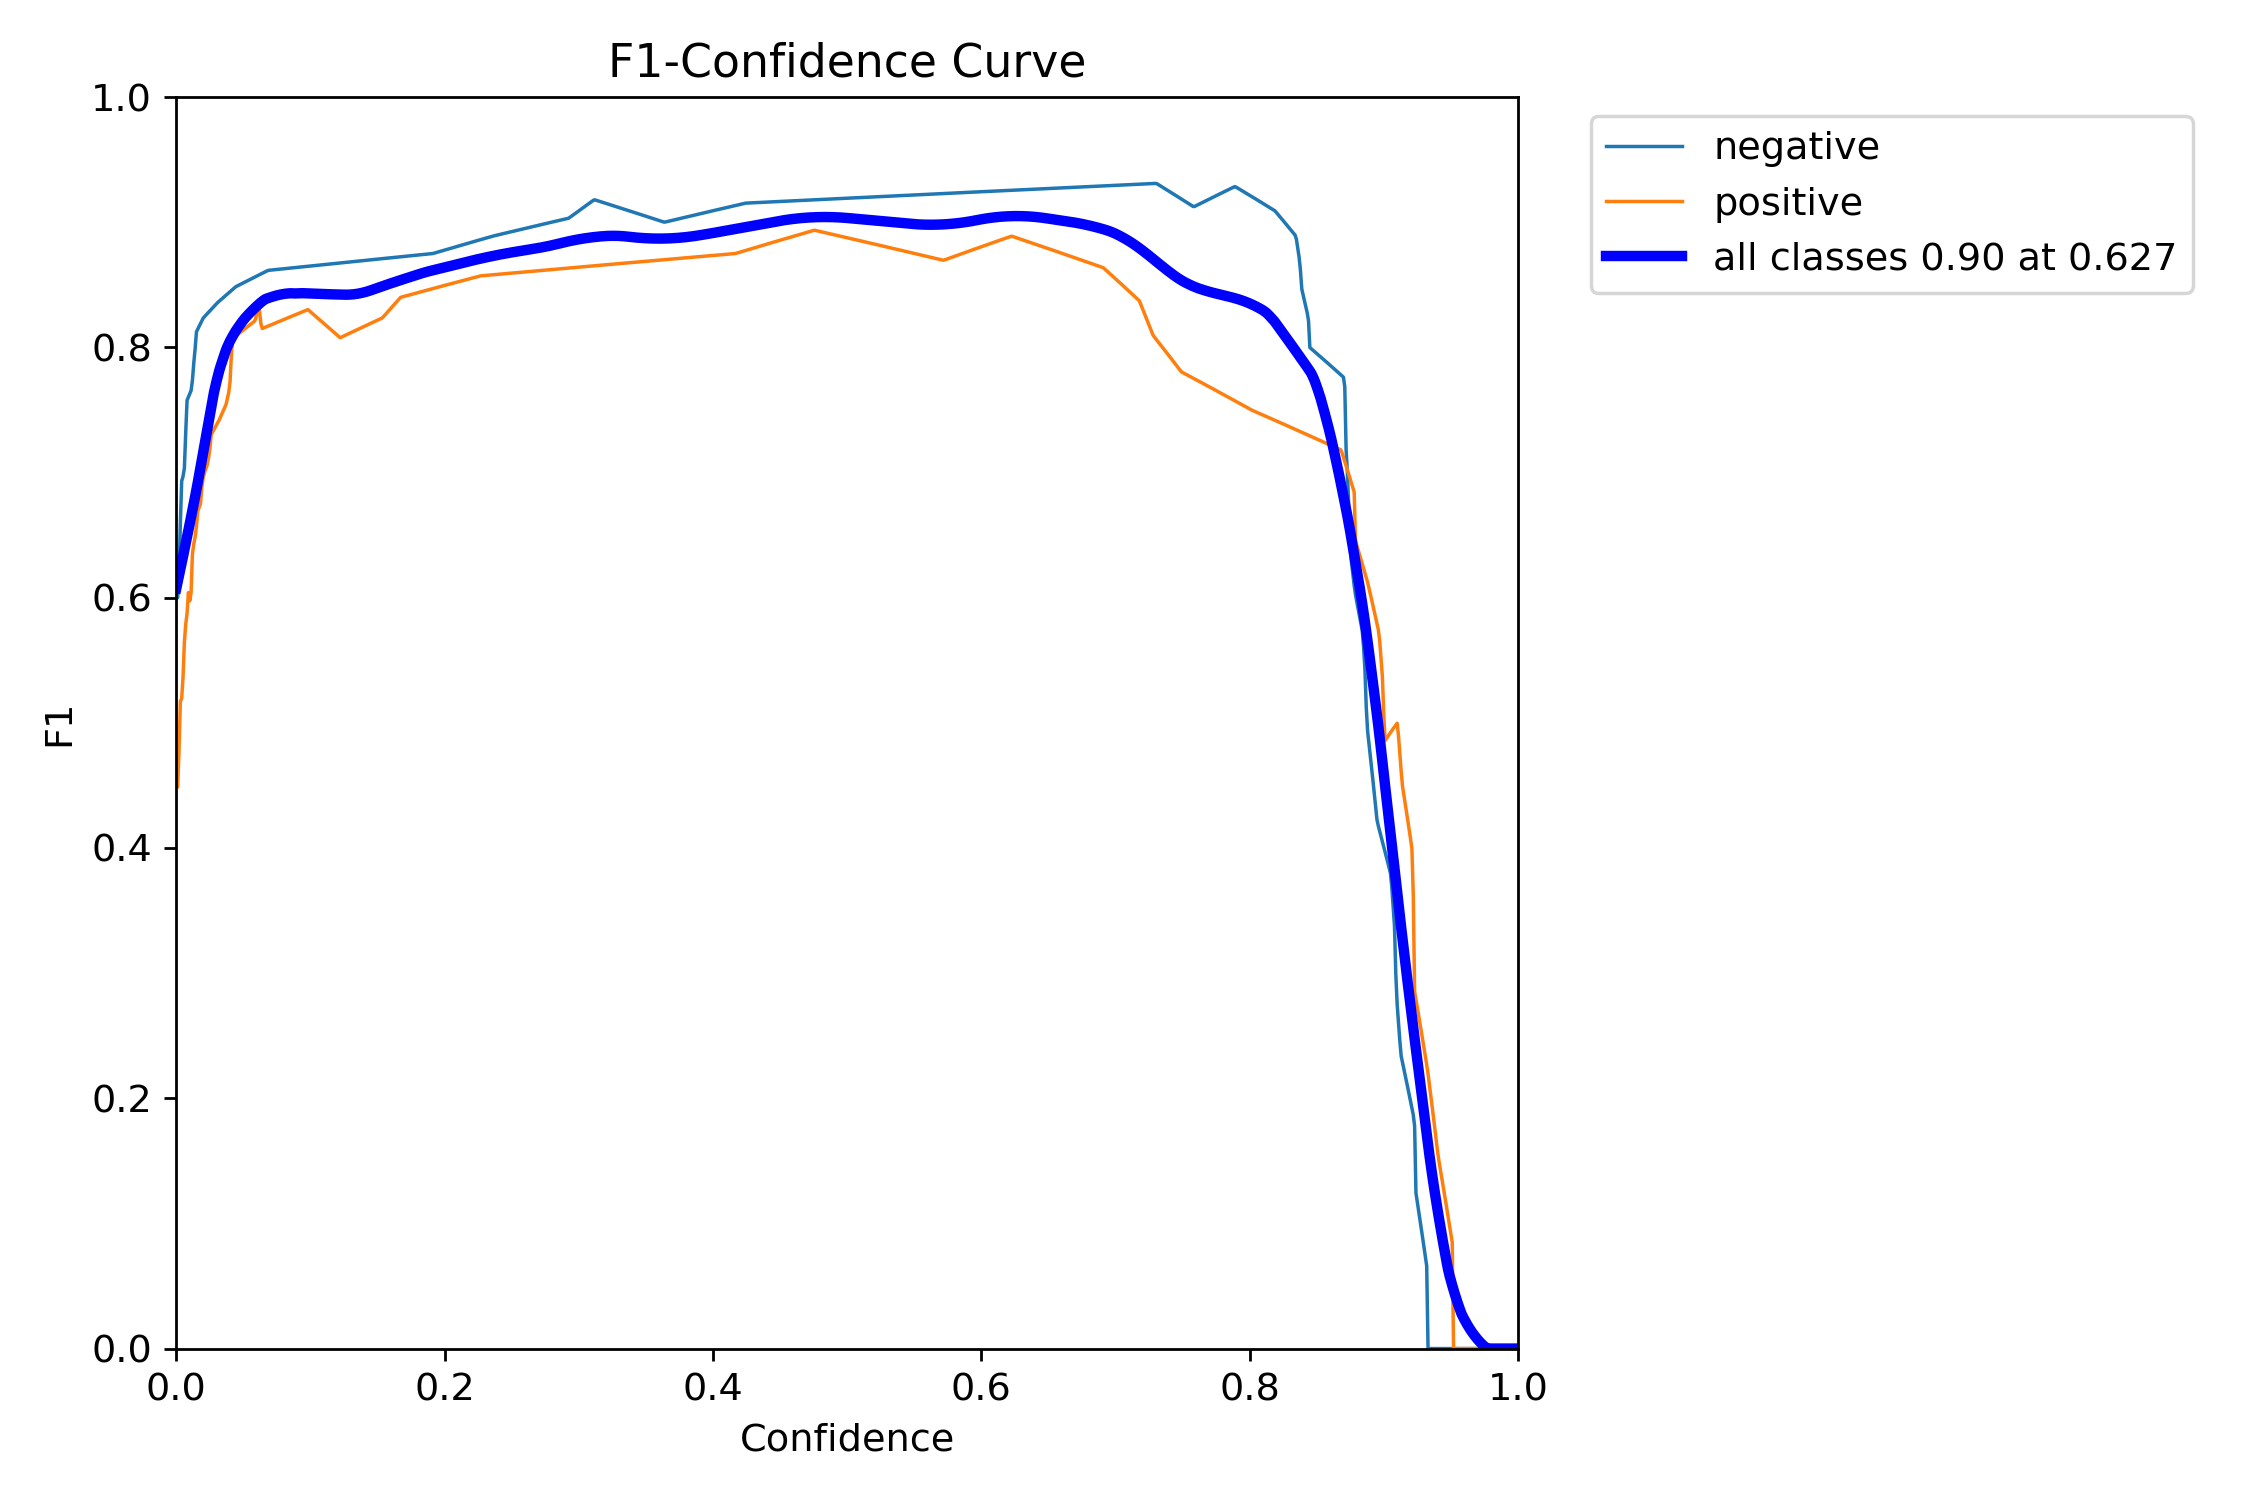 F1-Confidence Curve
1.0
0.8
0.6
0.4
0.2
0.0
F1
0.0 0.2 0.4 0.6 0.8 1.0
Confidence
negative
positive
all classes 0.90 at 0.627